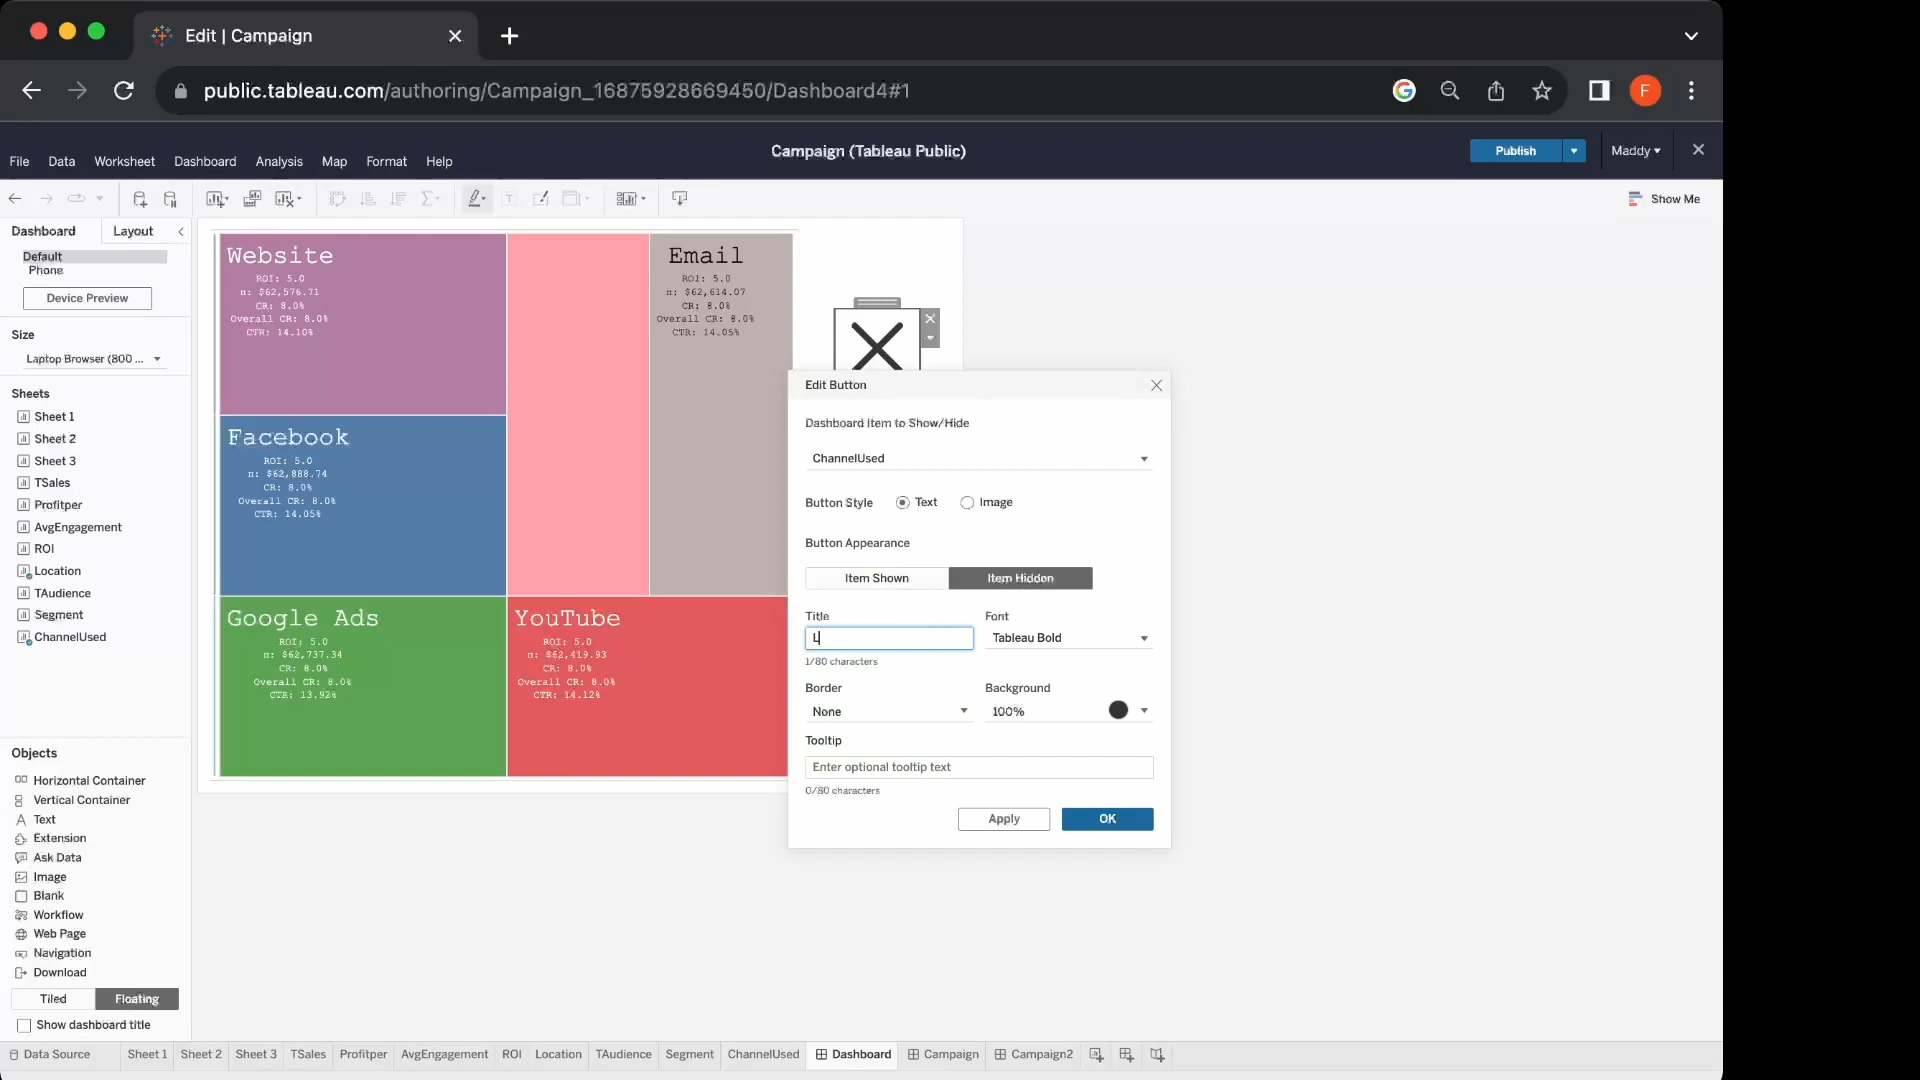 Edit | Campaign
public.tableau.com/authoring/Campaign_16875928669450/Dashboard4#1
F
Campaign (Tableau Public)
Publish
Maddy
File Data Worksheet Dashboard Analysis Map Format Help
Show Me
Dashboard Layout
Default
Phone
Device Preview
Size
Laptop Browser (800 ...
Sheets
Sheet 1
Sheet 2
Sheet 3
TSales
Profitper
AvgEngagement
ROI
Location
TAudience
Segment
ChannelUsed
Objects
Horizontal Container
Vertical Container
Text
Extension
Ask Data
Image
Blank
Workflow
Web Page
Navigation
Download
Tiled Floating
Show dashboard title
Website
ROI: 5.0
m: $62,576.71
CR: 8.0%
Overall CR: 8.0%
CTR: 14.10%
Email
ROI: 5.0
m: $62,614.07
CR: 8.0%
Overall CR: 8.0%
CTR: 14.05%
Facebook
ROI: 5.0
m: $62,888.74
CR: 8.0%
Overall CR: 8.0%
CTR: 14.05%
Google Ads
ROI: 5.0
m: $62,737.34
CR: 8.0%
Overall CR: 8.0%
CTR: 13.92%
YouTube
ROI: 5.0
m: $62,419.93
CR: 8.0%
Overall CR: 8.0%
CTR: 14.12%
Edit Button
Dashboard Item to Show/Hide
ChannelUsed
Button Style Text Image
Button Appearance
Item Shown Item Hidden
Title Font
L Tableau Bold
1/80 characters
Border Background
None 100%
Tooltip
Enter optional tooltip text
0/80 characters
Apply OK
Data Source Sheet 1 Sheet 2 Sheet 3 TSales Profitper AvgEngagement ROI Location TAudience Segment ChannelUsed Dashboard Campaign Campaign2